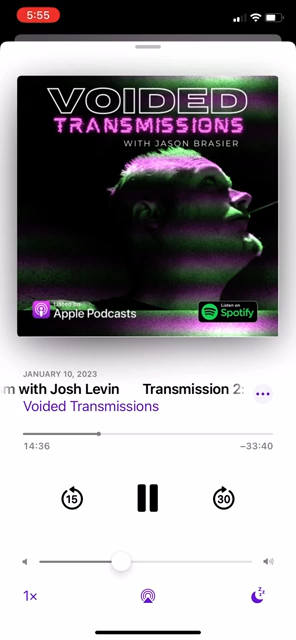 5:55
VOIDED
TRANSMISSIONS
WITH JASON BRASIER
Listen on
Apple Podcasts
Listen on
Spotify
JANUARY 10, 2023
m with Josh Levin Transmission 2:
Voided Transmissions
14:36 −33:40
15 30
1×